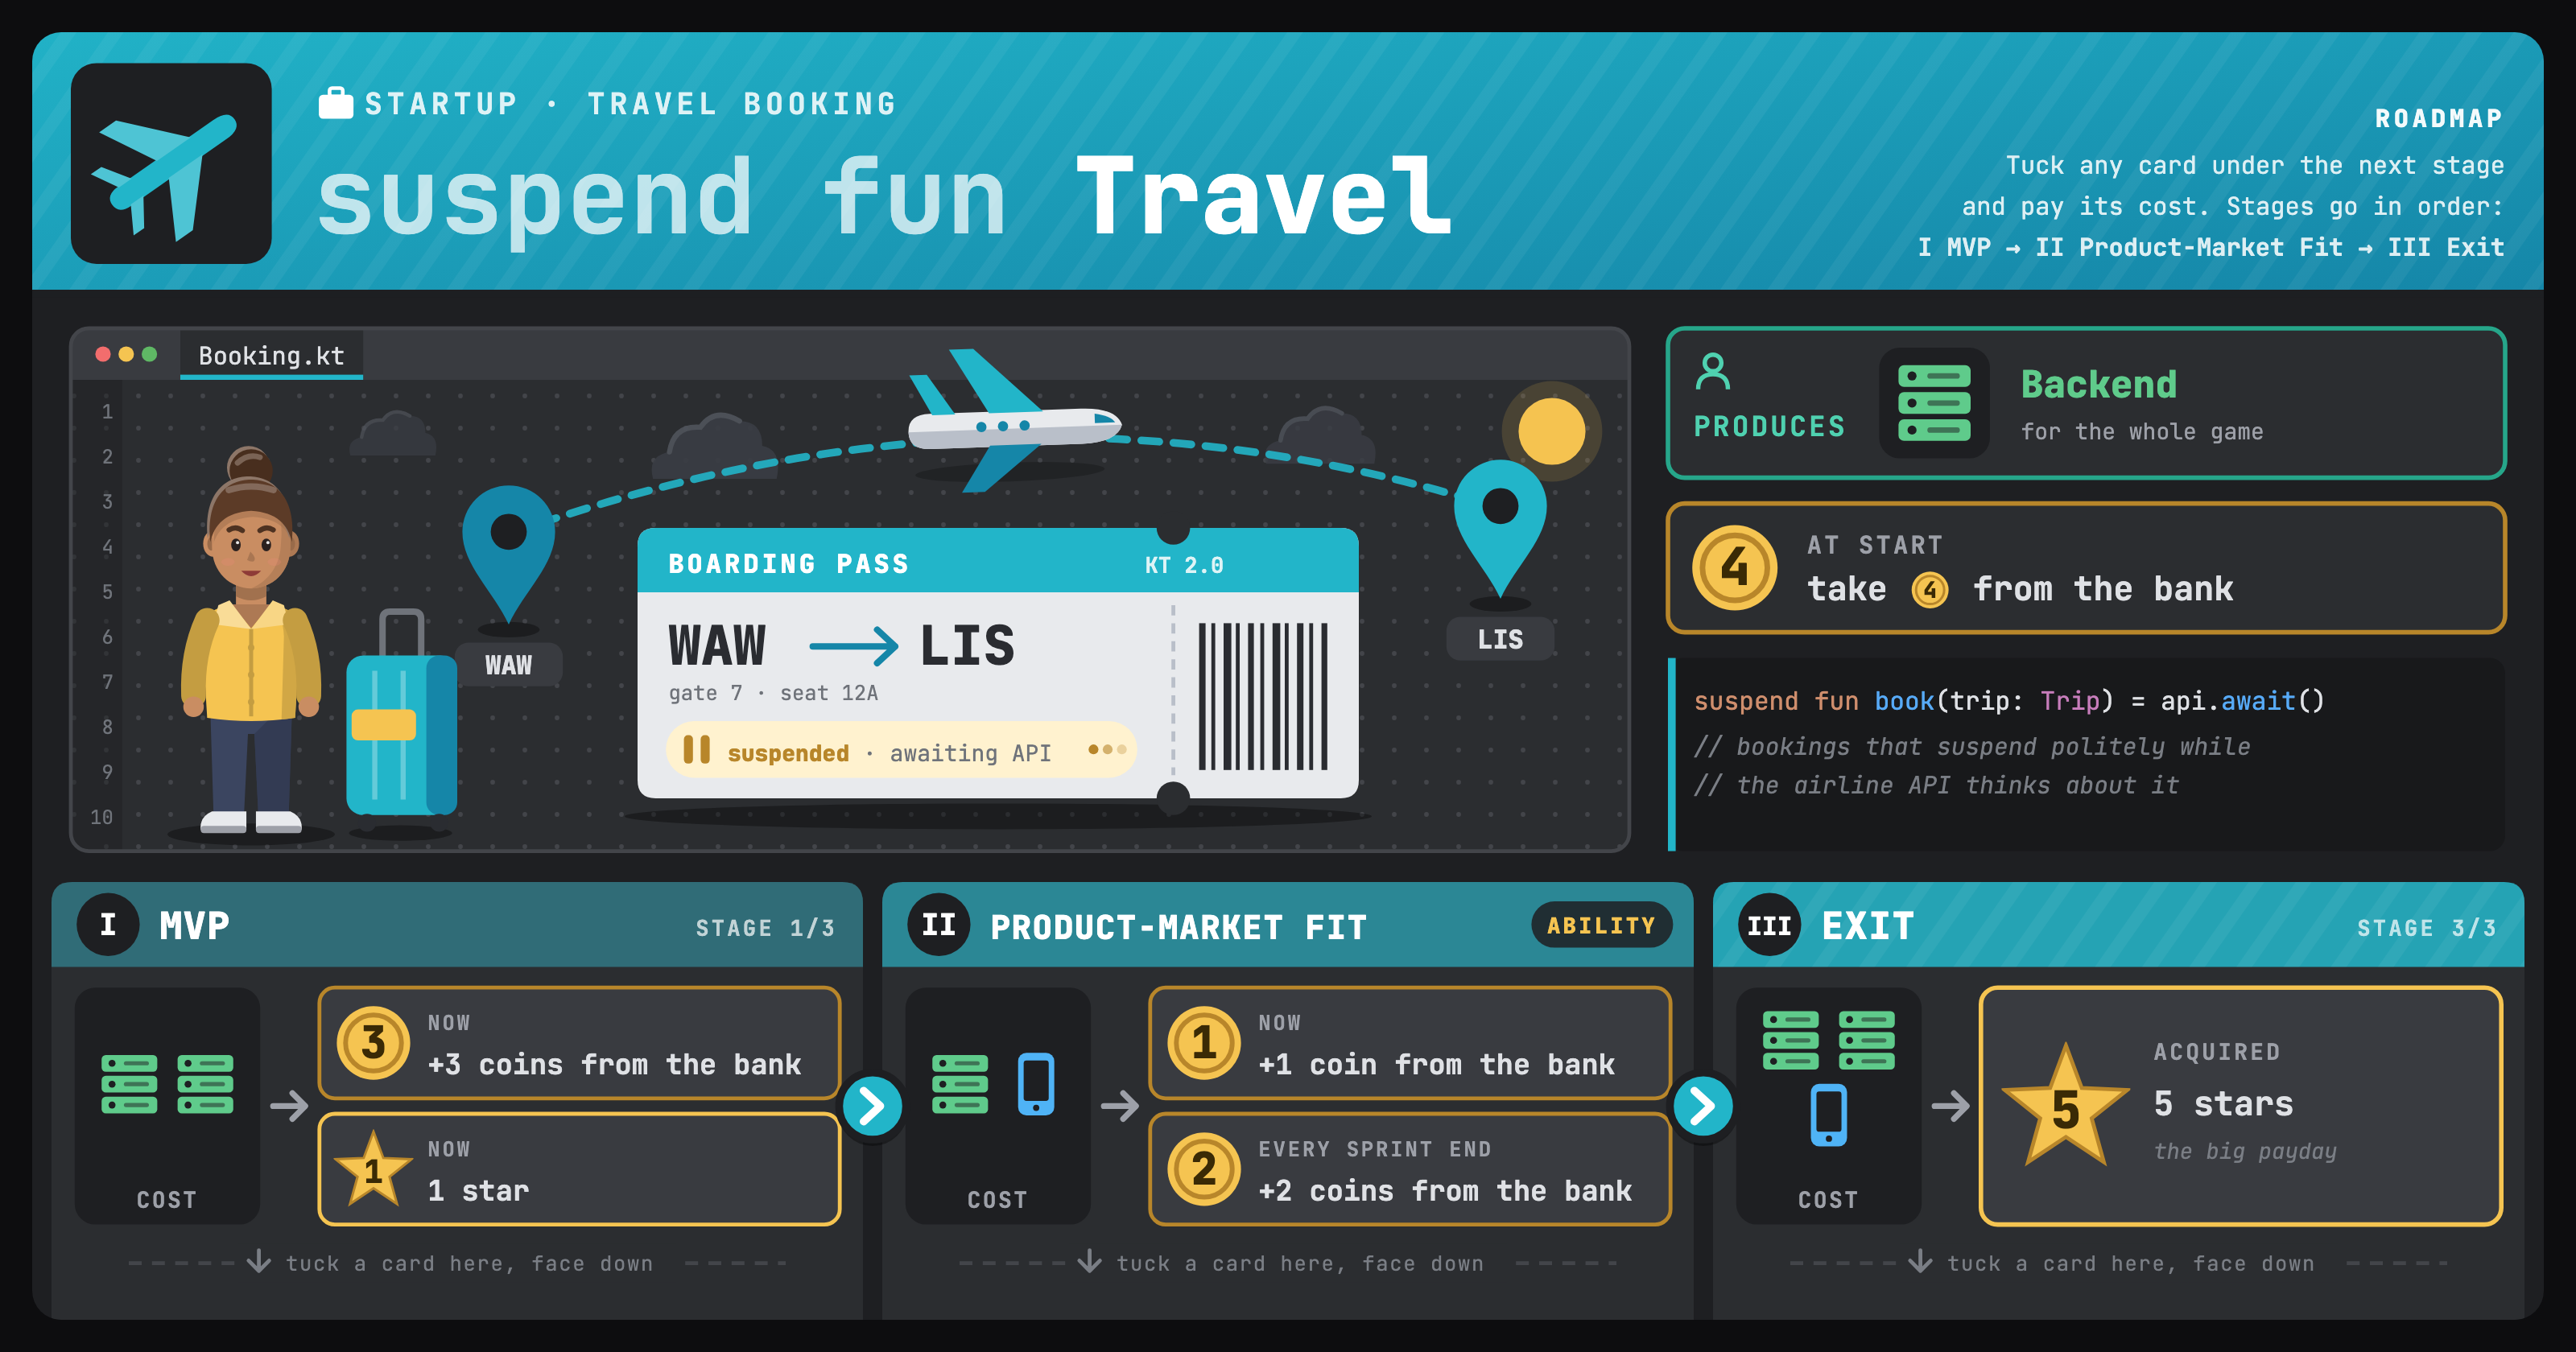 STARTUP · TRAVEL BOOKING
suspend fun Travel
ROADMAP
Tuck any card under the next stage
and pay its cost. Stages go in order:
I MVP → II Product-Market Fit → III Exit
Booking.kt
1
2
3
4
5
6
7
8
9
10
WAW
BOARDING PASS KT 2.0
WAW → LIS
gate 7 · seat 12A
suspended · awaiting API
LIS
PRODUCES
Backend
for the whole game
4
AT START
take 4 from the bank
suspend fun book(trip: Trip) = api.await()
// bookings that suspend politely while
// the airline API thinks about it
I MVP STAGE 1/3
COST
3
NOW
+3 coins from the bank
1
NOW
1 star
tuck a card here, face down
II PRODUCT-MARKET FIT ABILITY
COST
1
NOW
+1 coin from the bank
2
EVERY SPRINT END
+2 coins from the bank
tuck a card here, face down
III EXIT STAGE 3/3
COST
5
ACQUIRED
5 stars
the big payday
tuck a card here, face down